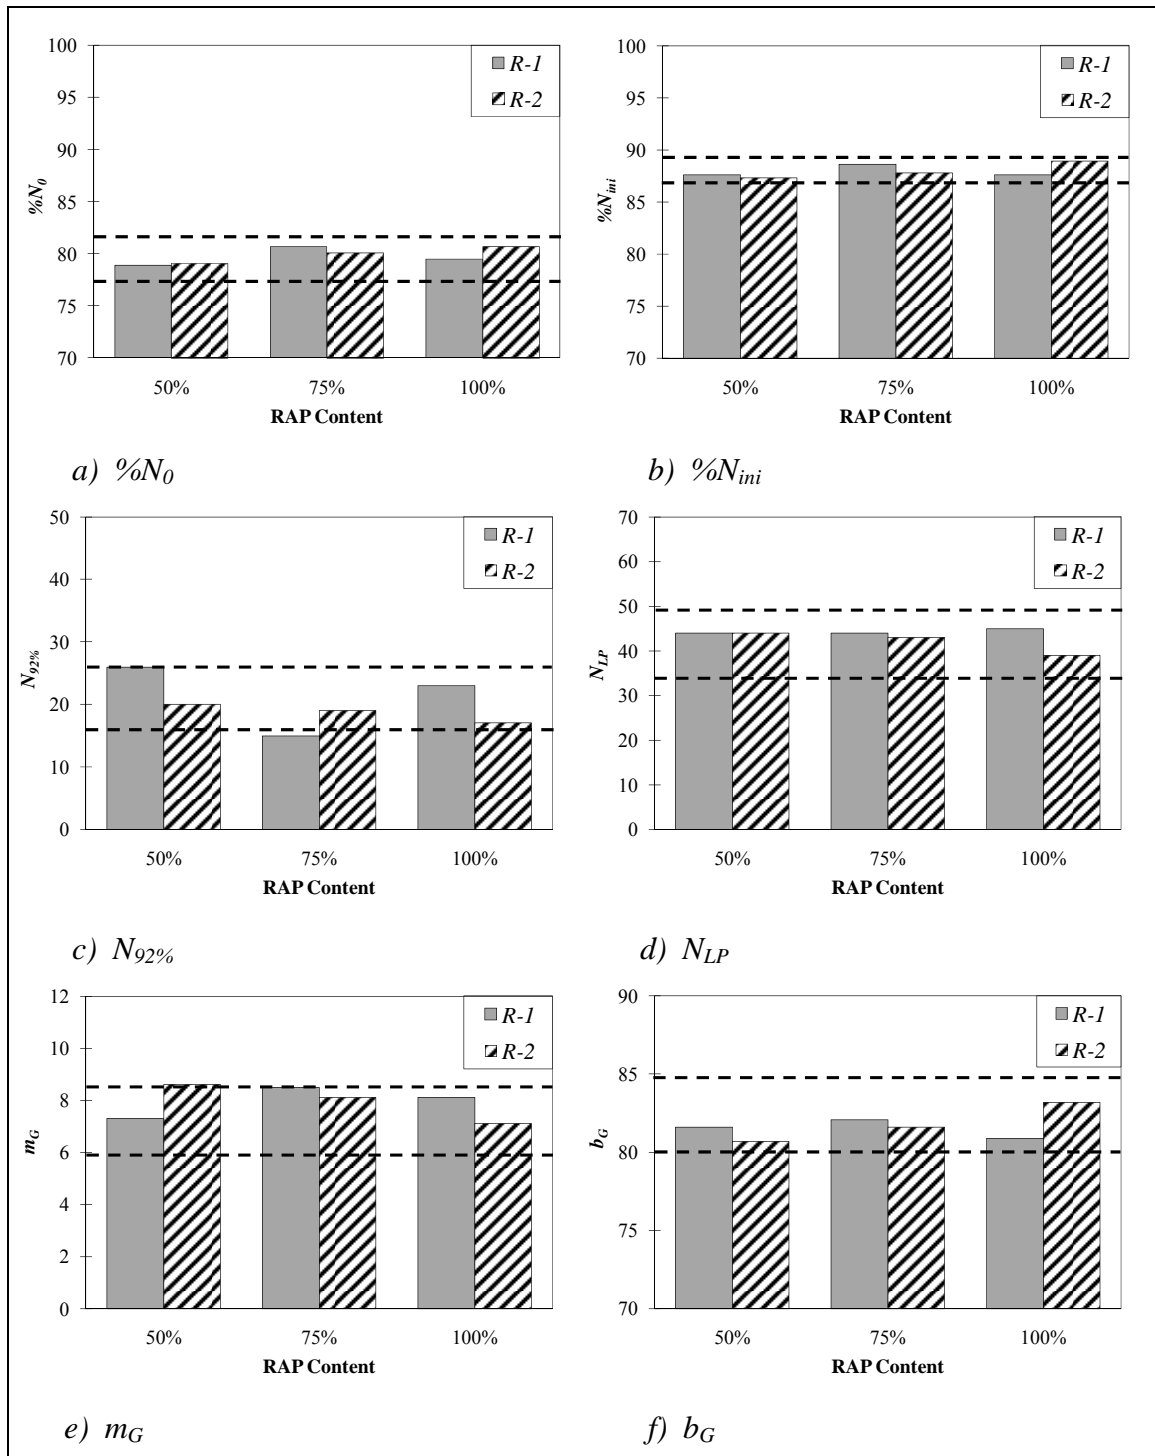 100
95
90
85
80
75
70
%N0
R-1
R-2
50% 75% 100%
RAP Content
a) %N0
100
95
90
85
80
75
70
%Nini
R-1
R-2
50% 75% 100%
RAP Content
b) %Nini
50
40
30
20
10
0
N92%
R-1
R-2
50% 75% 100%
RAP Content
c) N92%
70
60
50
40
30
20
10
0
NLP
R-1
R-2
50% 75% 100%
RAP Content
d) NLP
12
10
8
6
4
2
0
mG
R-1
R-2
50% 75% 100%
RAP Content
e) mG
90
85
80
75
70
bG
R-1
R-2
50% 75% 100%
RAP Content
f) bG